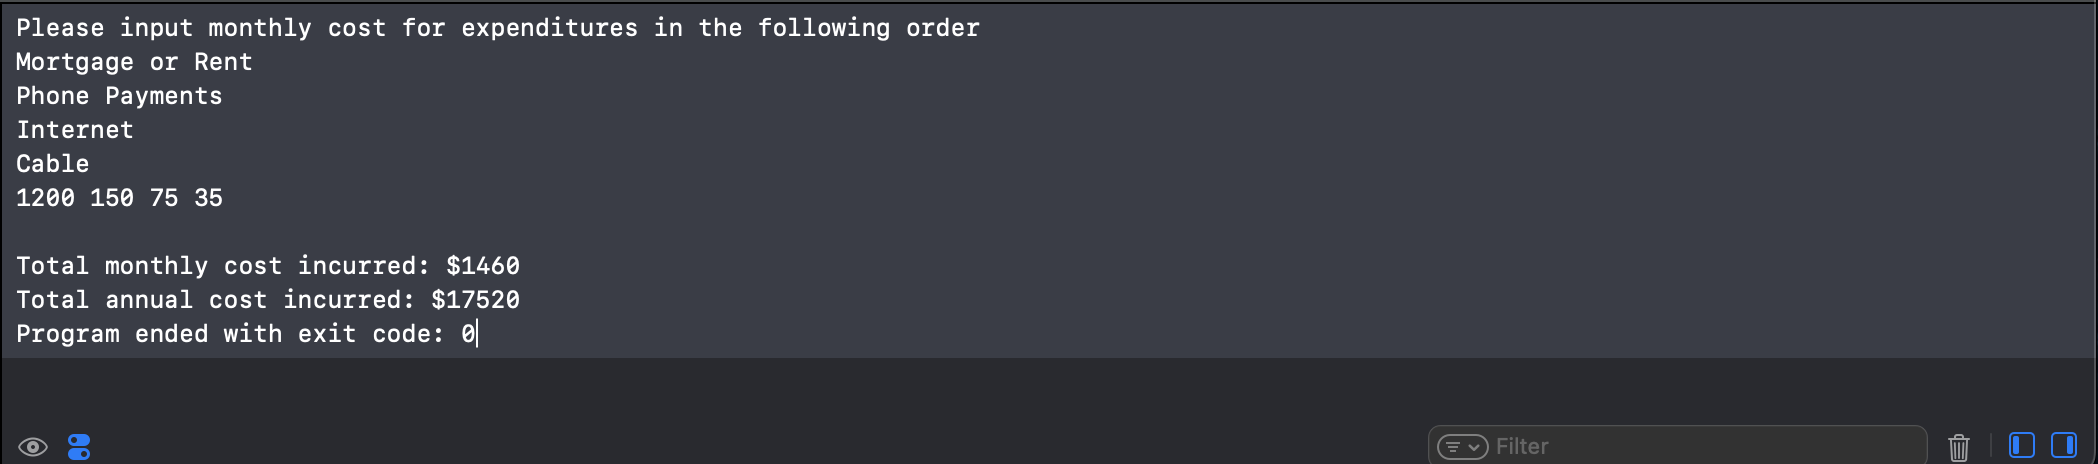 Please input monthly cost for expenditures in the following order
Mortgage or Rent
Phone Payments
Internet
Cable
1200 150 75 35
Total monthly cost incurred: $1460
Total annual cost incurred: $17520
Program ended with exit code: 0
Filter